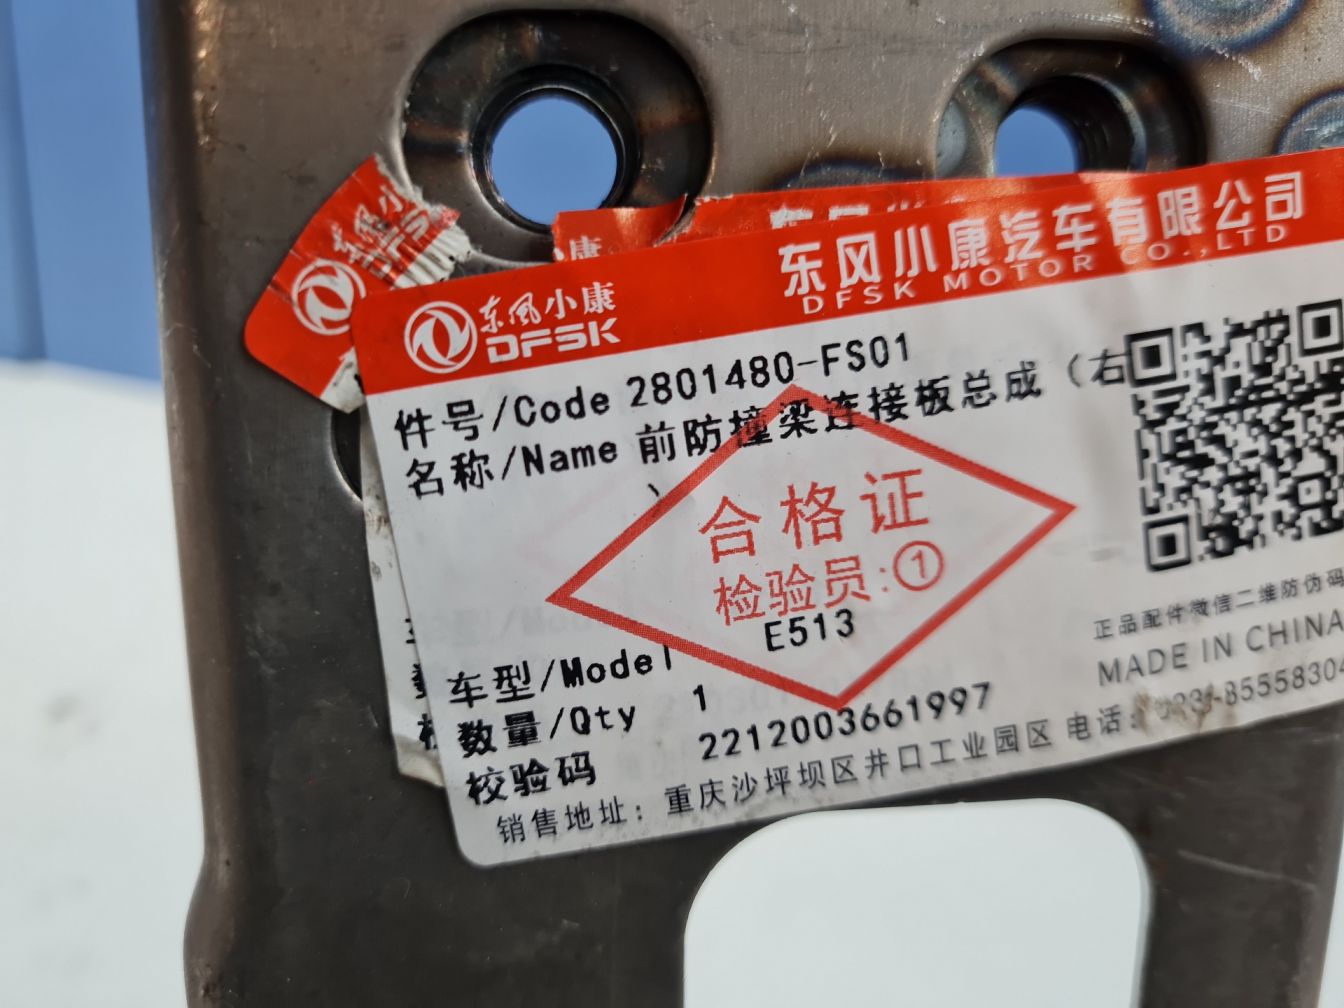 东风小康
DFSK
东风小康汽车有限公司
DFSK MOTOR CO.,LTD
件号/Code 2801480-FS01
名称/Name 前防撞梁连接板总成（右
）
合格证
检验员:①
车型/Model E513
数量/Qty 1
校验码 2212003661997
正品配件微信二维防伪码
MADE IN CHINA
销售地址：重庆沙坪坝区井口工业园区 电话：